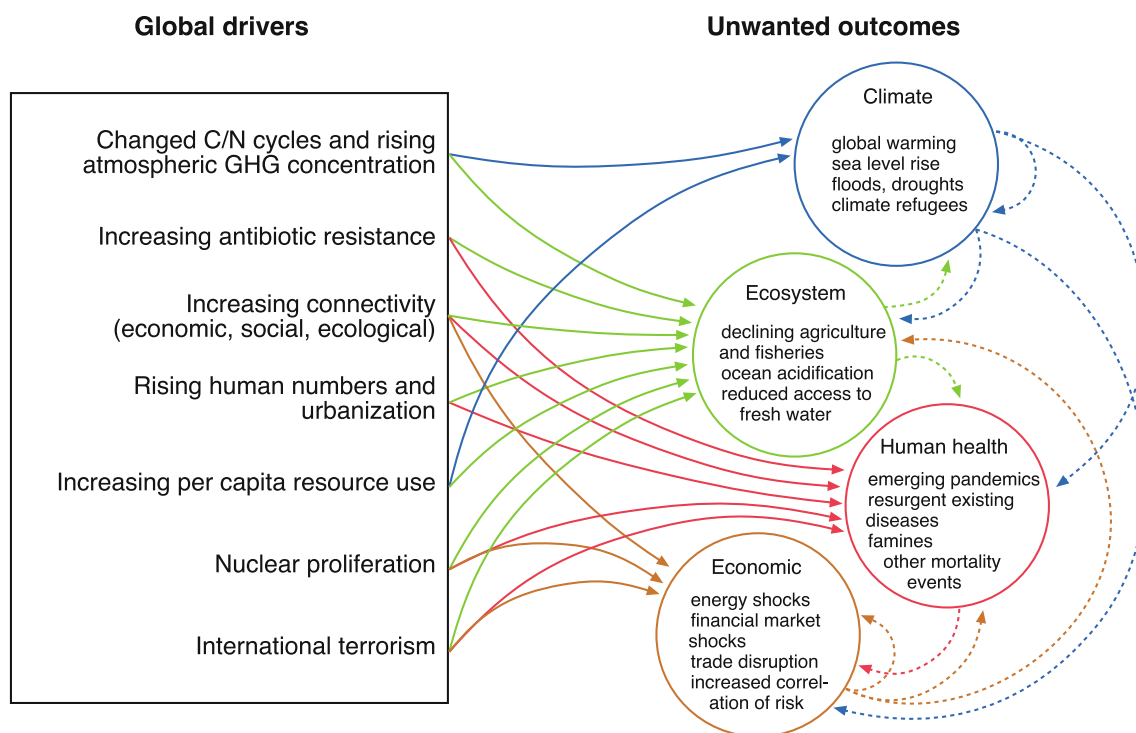 Global drivers
Unwanted outcomes
Changed C/N cycles and rising
atmospheric GHG concentration
Increasing antibiotic resistance
Increasing connectivity
(economic, social, ecological)
Rising human numbers and
urbanization
Increasing per capita resource use
Nuclear proliferation
International terrorism
Climate
global warming
sea level rise
floods, droughts
climate refugees
Ecosystem
declining agriculture
and fisheries
ocean acidification
reduced access to
fresh water
Human health
emerging pandemics
resurgent existing
diseases
famines
other mortality
events
Economic
energy shocks
financial market
shocks
trade disruption
increased correl-
ation of risk